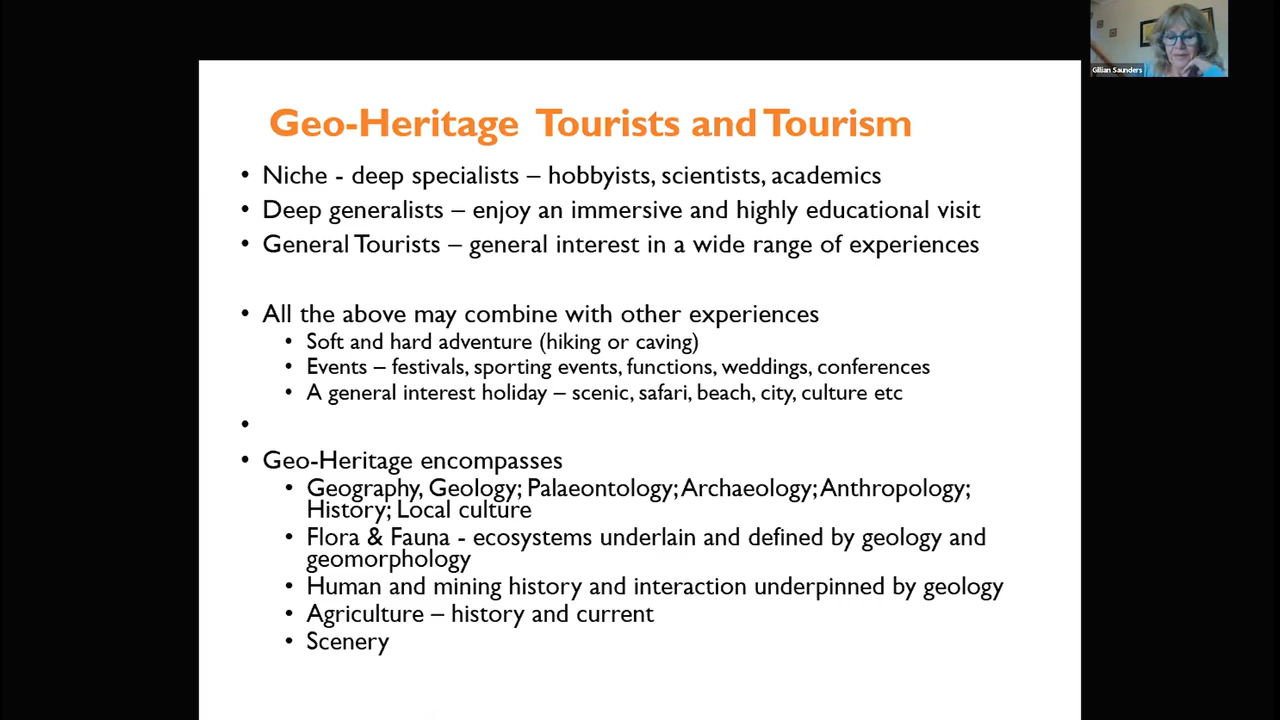 Gillian Saunders
Geo-Heritage Tourists and Tourism
• Niche - deep specialists – hobbyists, scientists, academics
• Deep generalists – enjoy an immersive and highly educational visit
• General Tourists – general interest in a wide range of experiences
• All the above may combine with other experiences
• Soft and hard adventure (hiking or caving)
• Events – festivals, sporting events, functions, weddings, conferences
• A general interest holiday – scenic, safari, beach, city, culture etc
•
• Geo-Heritage encompasses
• Geography, Geology; Palaeontology; Archaeology; Anthropology;
History; Local culture
• Flora & Fauna - ecosystems underlain and defined by geology and
geomorphology
• Human and mining history and interaction underpinned by geology
• Agriculture – history and current
• Scenery